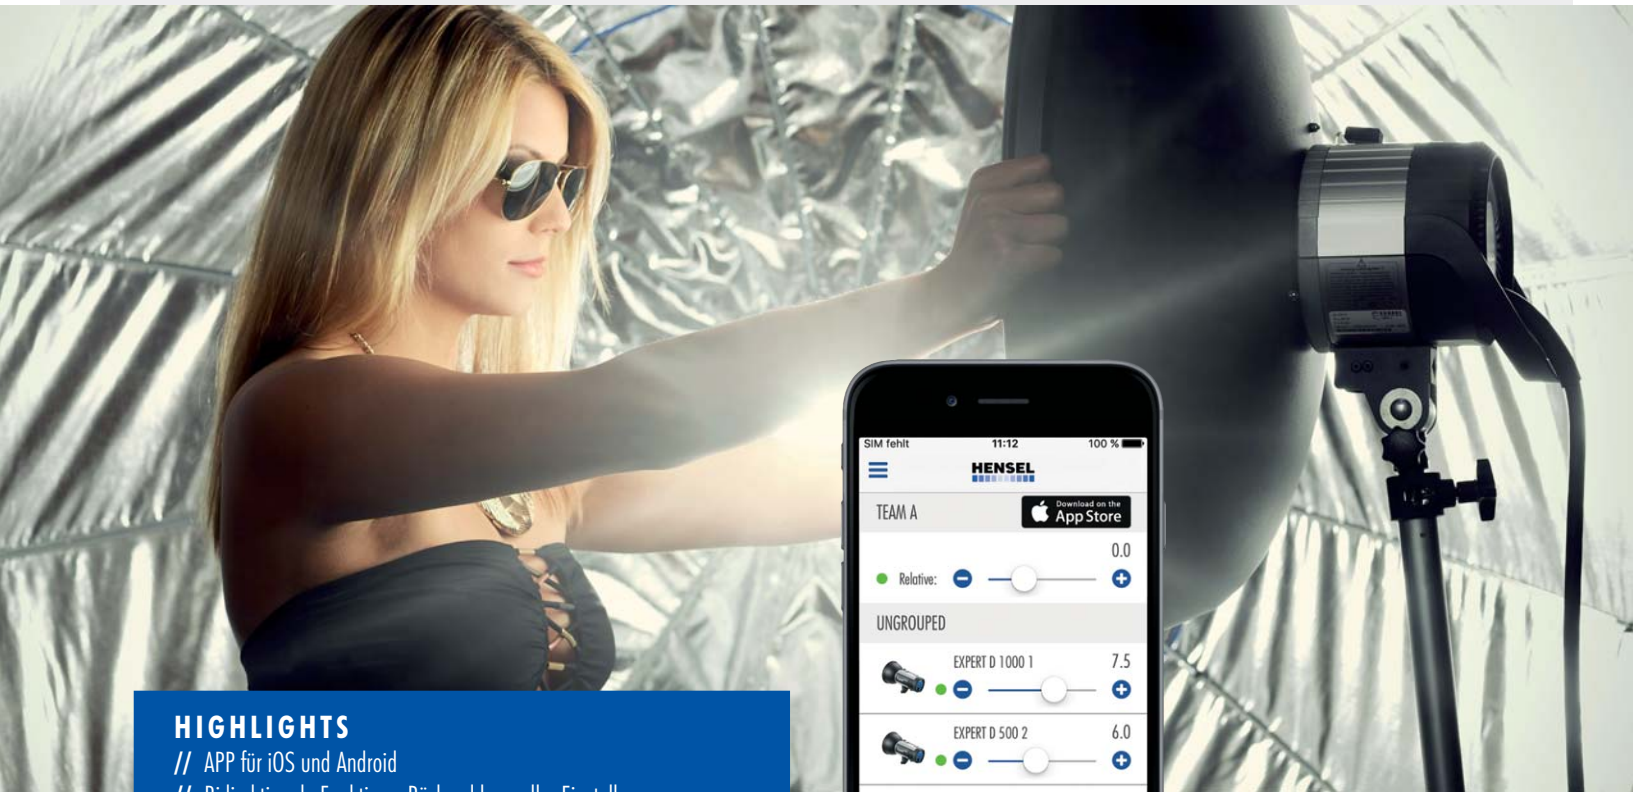 SIM fehlt 11:12 100 %
HENSEL
TEAM A
Download on the
App Store
0.0
Relative:
UNGROUPED
EXPERT D 1000 1 7.5
EXPERT D 500 2 6.0
HIGHLIGHTS
// APP für iOS und Android
//